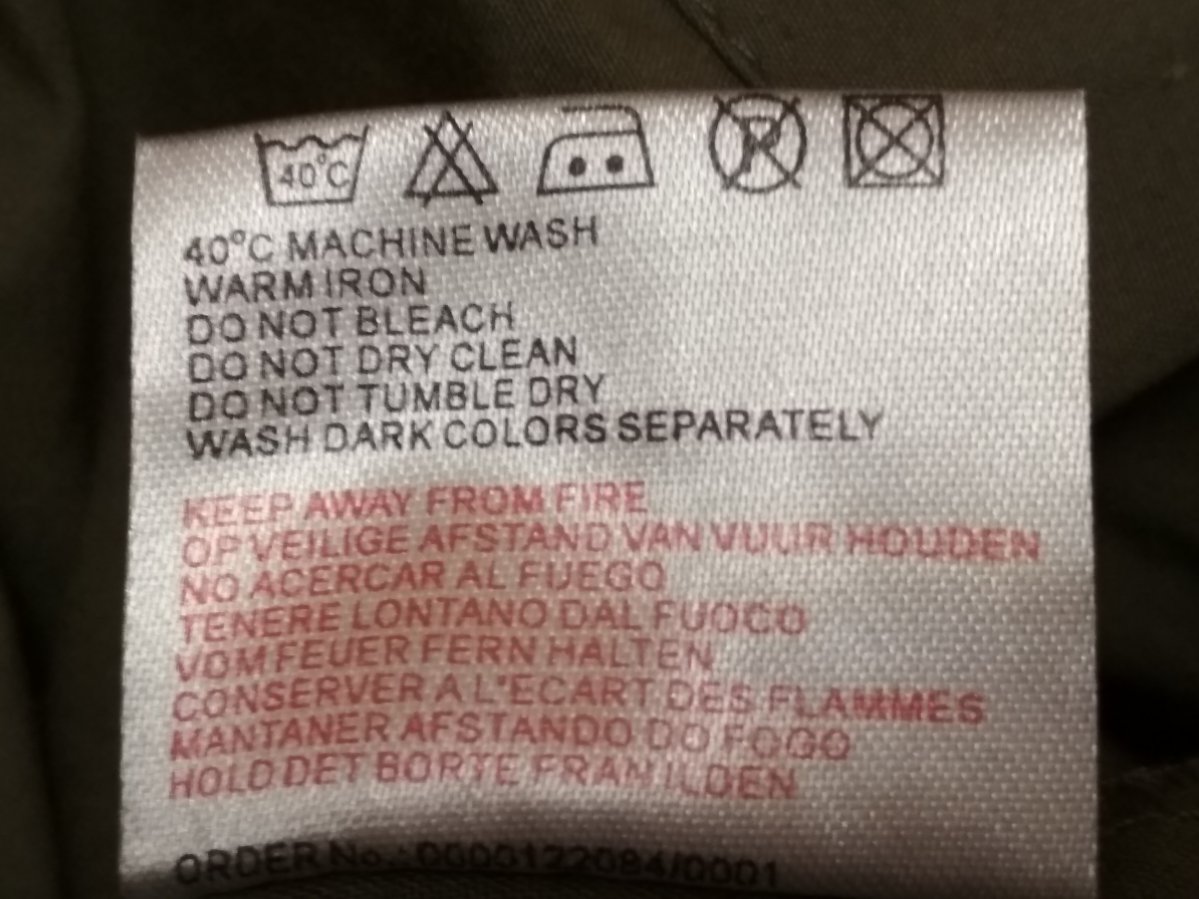 40°C P
40°C MACHINE WASH
WARM IRON
DO NOT BLEACH
DO NOT DRY CLEAN
DO NOT TUMBLE DRY
WASH DARK COLORS SEPARATELY
KEEP AWAY FROM FIRE
OP VEILIGE AFSTAND VAN VUUR HOUDEN
NO ACERCAR AL FUEGO
TENERE LONTANO DAL FUOCO
VOM FEUER FERN HALTEN
CONSERVER A L'ECART DES FLAMMES
MANTANER AFSTANDO DO FOGO
HOLD DET BORTE FRAN ILDEN
ORDER No.: 0000122084/0001